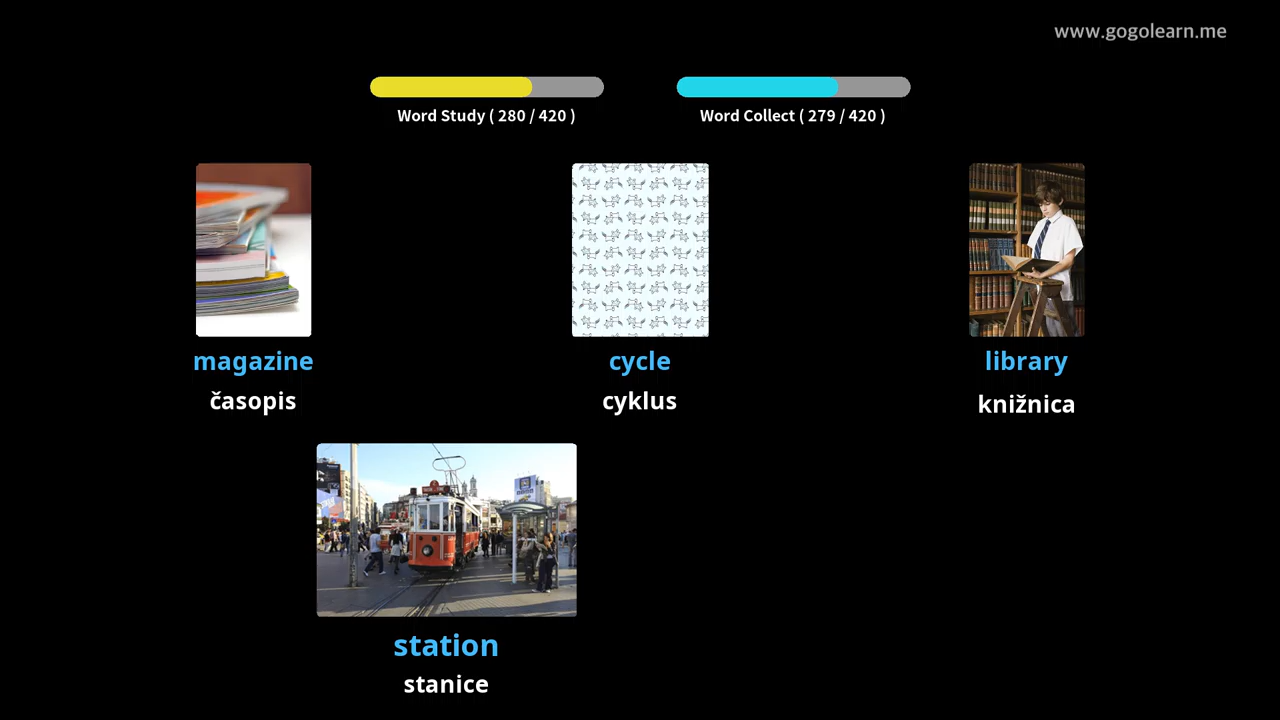 www.gogolearn.me
Word Study ( 280 / 420 )
Word Collect ( 279 / 420 )
magazine
časopis
cycle
cyklus
library
knižnica
station
stanice